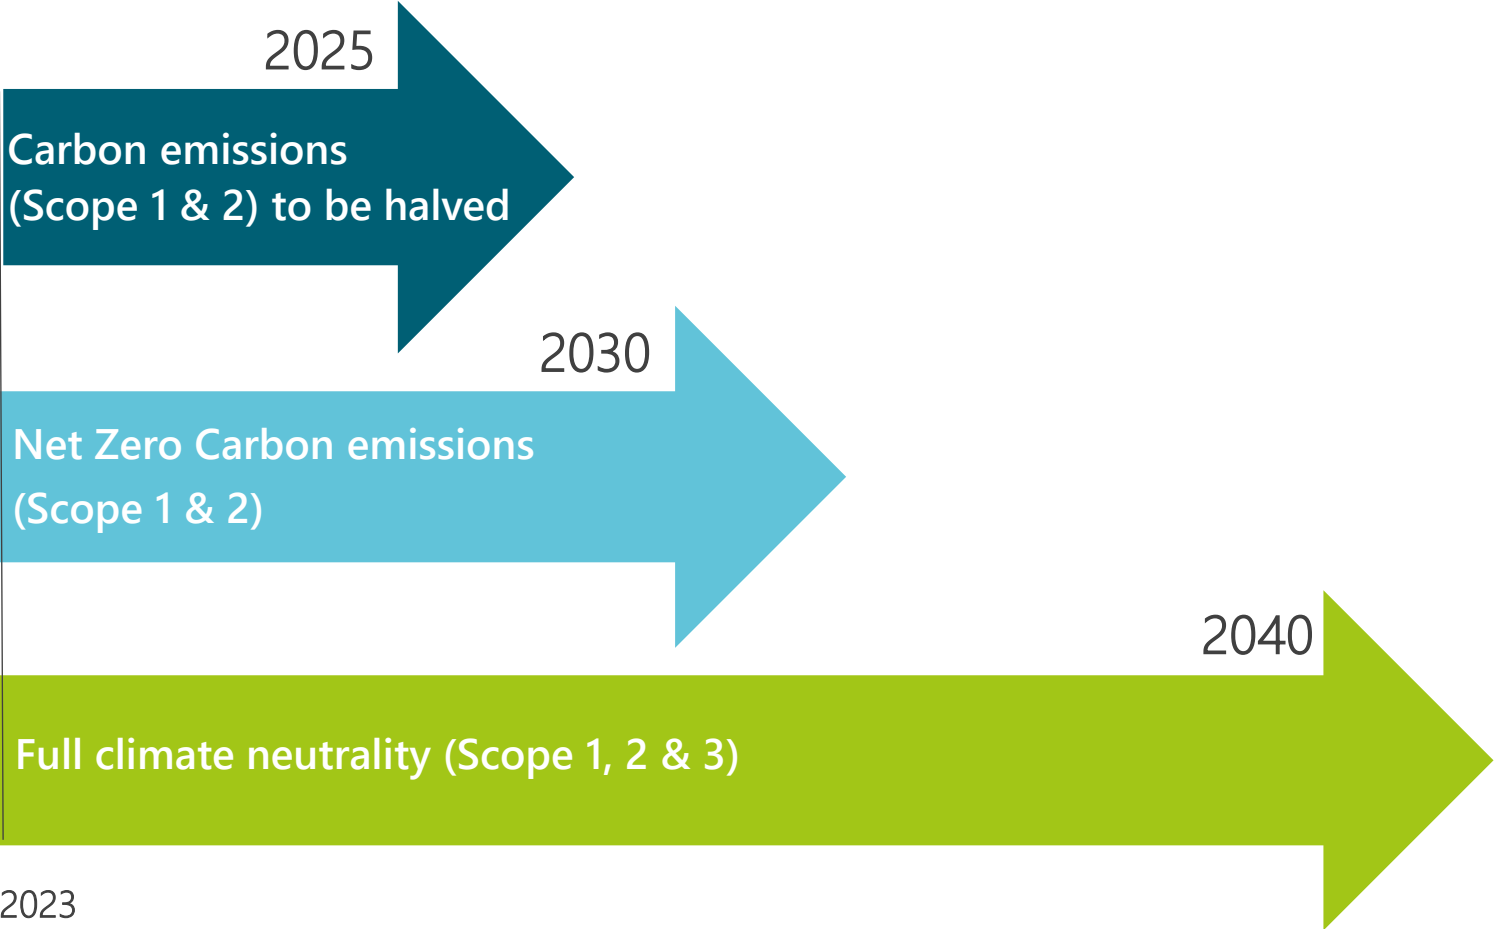 2025
Carbon emissions
(Scope 1 & 2) to be halved
2030
Net Zero Carbon emissions
(Scope 1 & 2)
2040
Full climate neutrality (Scope 1, 2 & 3)
2023